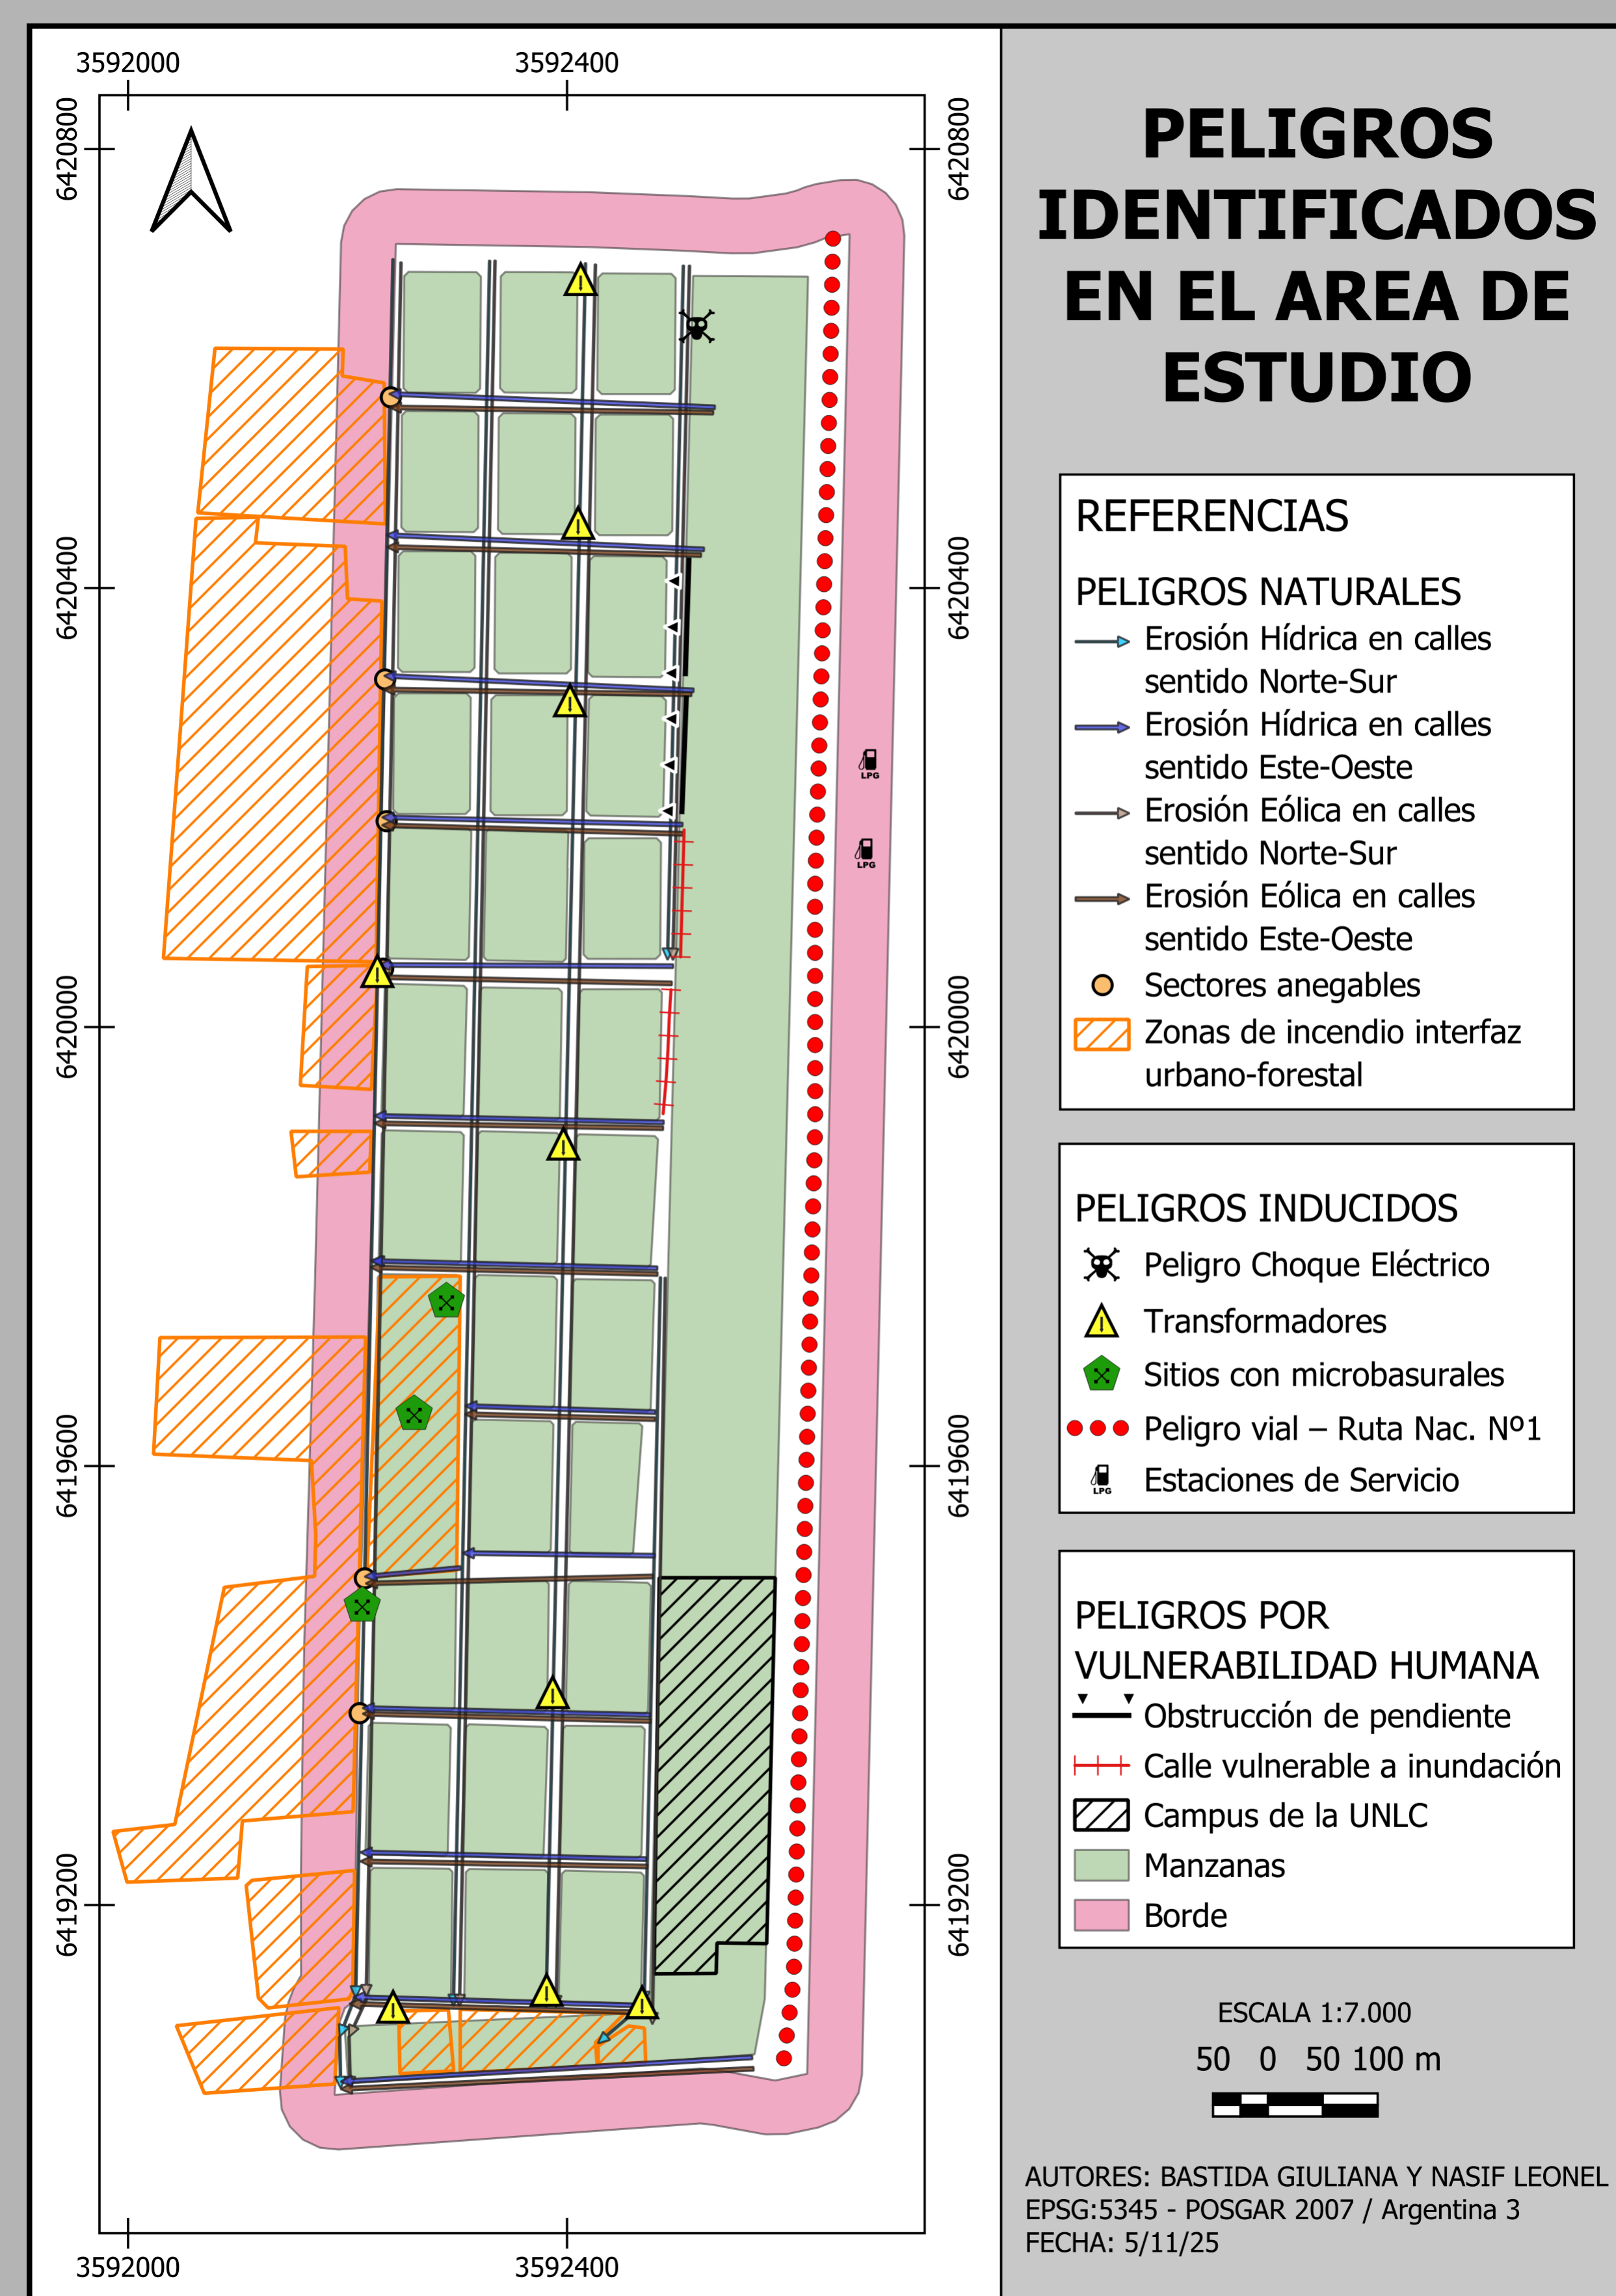 3592000
3592400
6420800
6420800
6420400
6420400
LPG
LPG
6420000
6420000
6419600
6419600
6419200
6419200
3592000
3592400
PELIGROS
IDENTIFICADOS
EN EL AREA DE
ESTUDIO
REFERENCIAS
PELIGROS NATURALES
Erosión Hídrica en calles
sentido Norte-Sur
Erosión Hídrica en calles
sentido Este-Oeste
Erosión Eólica en calles
sentido Norte-Sur
Erosión Eólica en calles
sentido Este-Oeste
Sectores anegables
Zonas de incendio interfaz
urbano-forestal
PELIGROS INDUCIDOS
Peligro Choque Eléctrico
Transformadores
Sitios con microbasurales
Peligro vial – Ruta Nac. Nº1
LPG Estaciones de Servicio
PELIGROS POR
VULNERABILIDAD HUMANA
Obstrucción de pendiente
Calle vulnerable a inundación
Campus de la UNLC
Manzanas
Borde
ESCALA 1:7.000
50 0 50 100 m
AUTORES: BASTIDA GIULIANA Y NASIF LEONEL
EPSG:5345 - POSGAR 2007 / Argentina 3
FECHA: 5/11/25